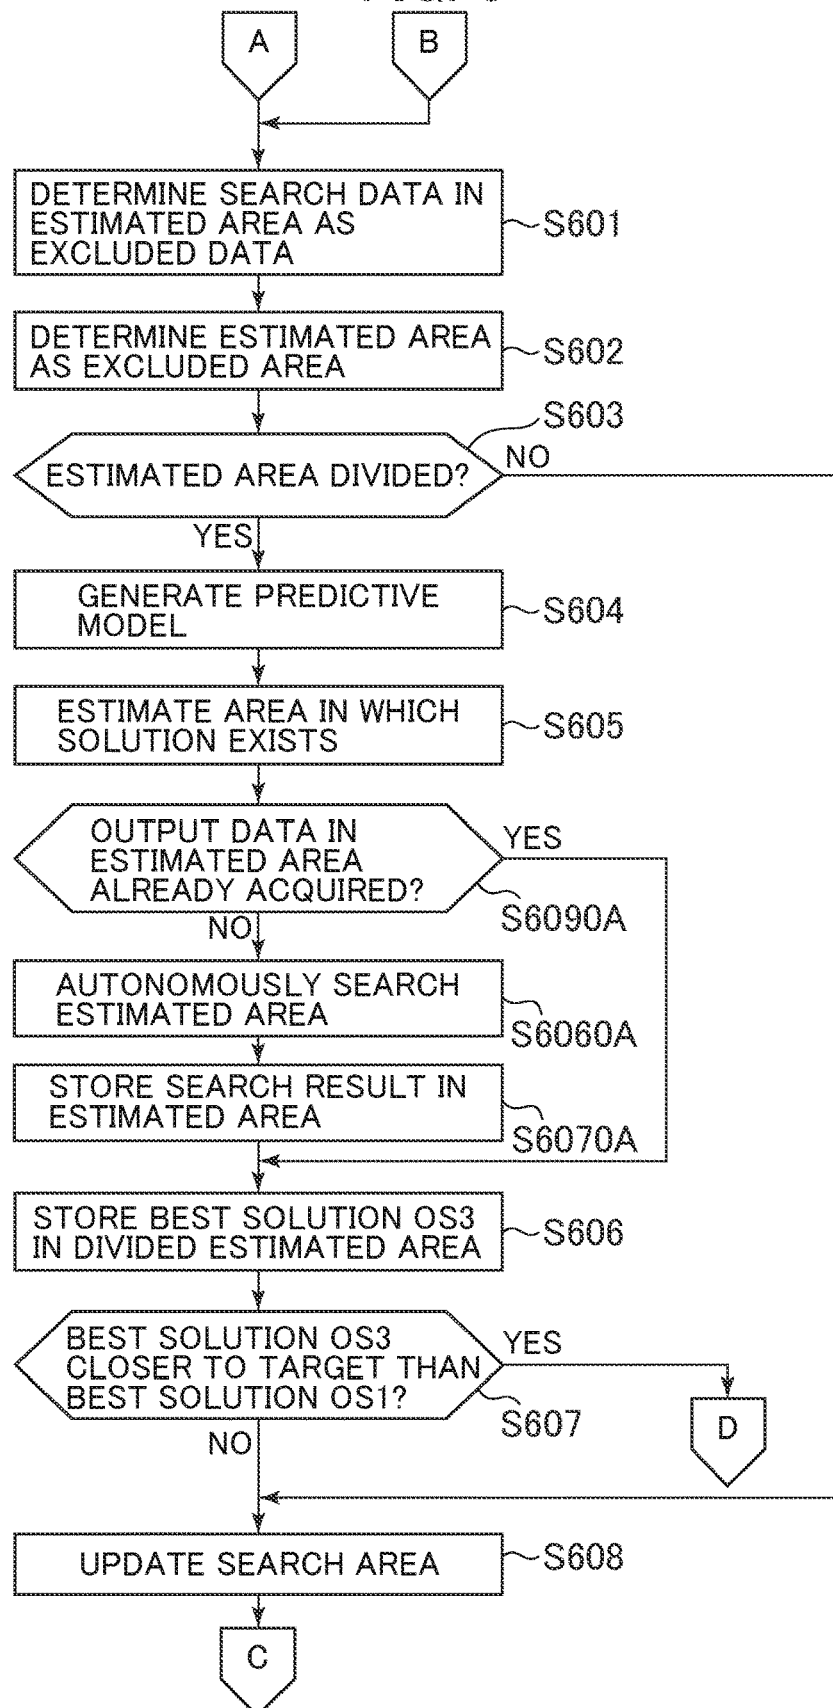 A
B
DETERMINE SEARCH DATA IN
ESTIMATED AREA AS
EXCLUDED DATA
S601
DETERMINE ESTIMATED AREA
AS EXCLUDED AREA
S602
S603
ESTIMATED AREA DIVIDED?
NO
YES
GENERATE PREDICTIVE
MODEL
S604
ESTIMATE AREA IN WHICH
SOLUTION EXISTS
S605
OUTPUT DATA IN
ESTIMATED AREA
ALREADY ACQUIRED?
YES
S6090A
NO
AUTONOMOUSLY SEARCH
ESTIMATED AREA
S6060A
STORE SEARCH RESULT IN
ESTIMATED AREA
S6070A
STORE BEST SOLUTION OS3
IN DIVIDED ESTIMATED AREA
S606
BEST SOLUTION OS3
CLOSER TO TARGET THAN
BEST SOLUTION OS1?
YES
S607
D
NO
UPDATE SEARCH AREA
S608
C